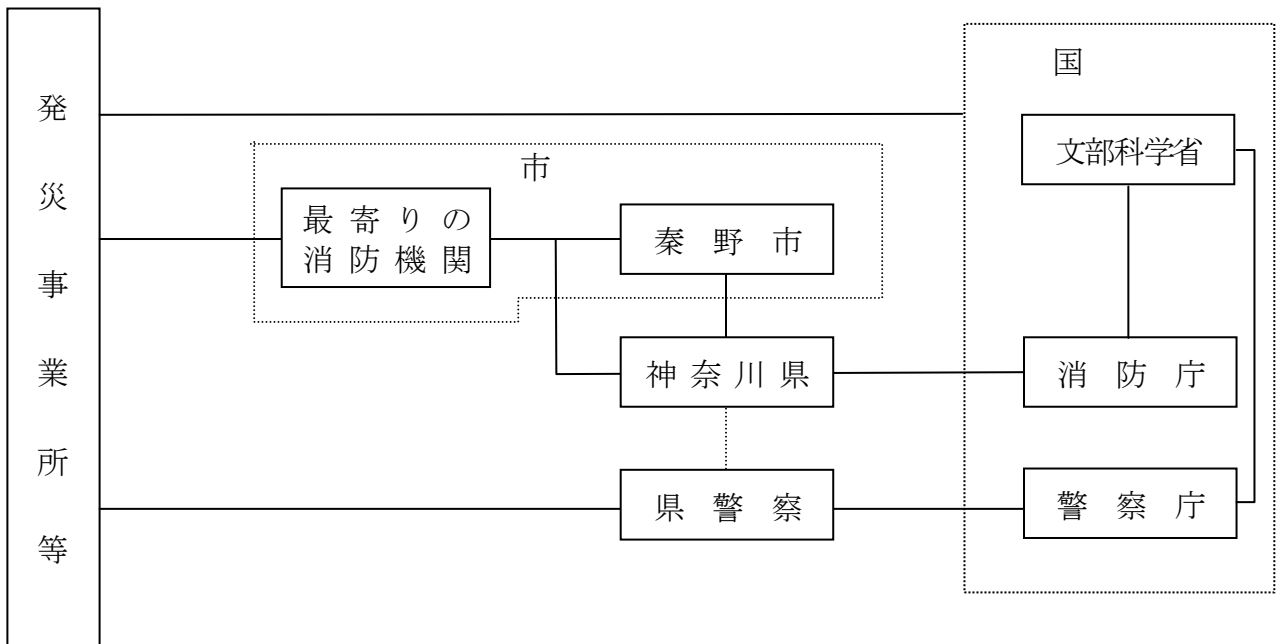 発災事業所等
国
文部科学省
市
最寄りの
消防機関
秦野市
神奈川県
消防庁
県警察
警察庁